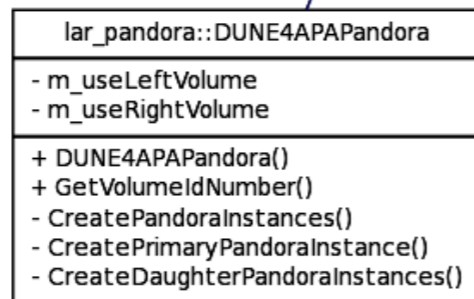 lar_pandora::DUNE4APAPandora
- m_useLeftVolume
- m_useRightVolume
+ DUNE4APAPandora()
+ GetVolumeIdNumber()
- CreatePandoraInstances()
- CreatePrimaryPandoraInstance()
- CreateDaughterPandoraInstances()